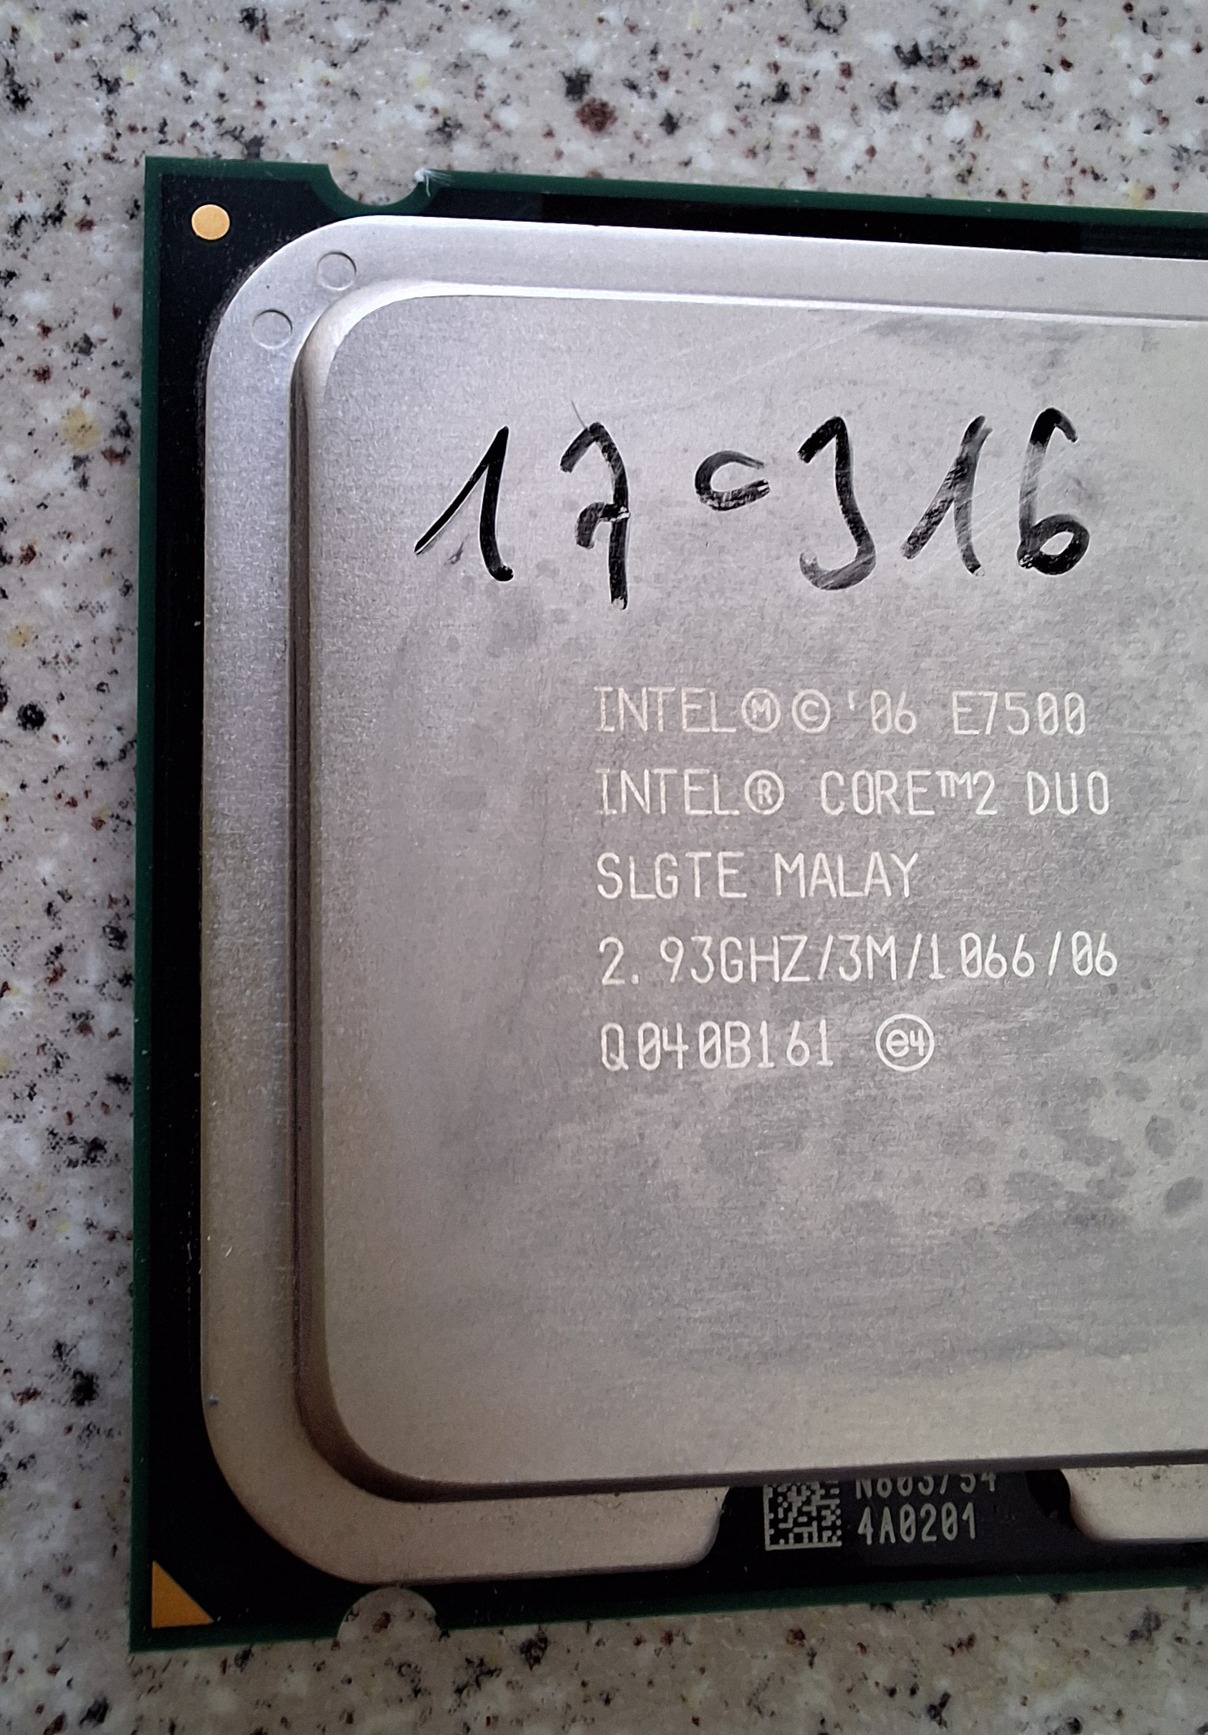 17 316
INTEL Ⓜ © '06 E7500
INTEL® CORE™2 DUO
SLGTE MALAY
2.93GHZ/3M/1066/06
Q040B161 e4
4A0201